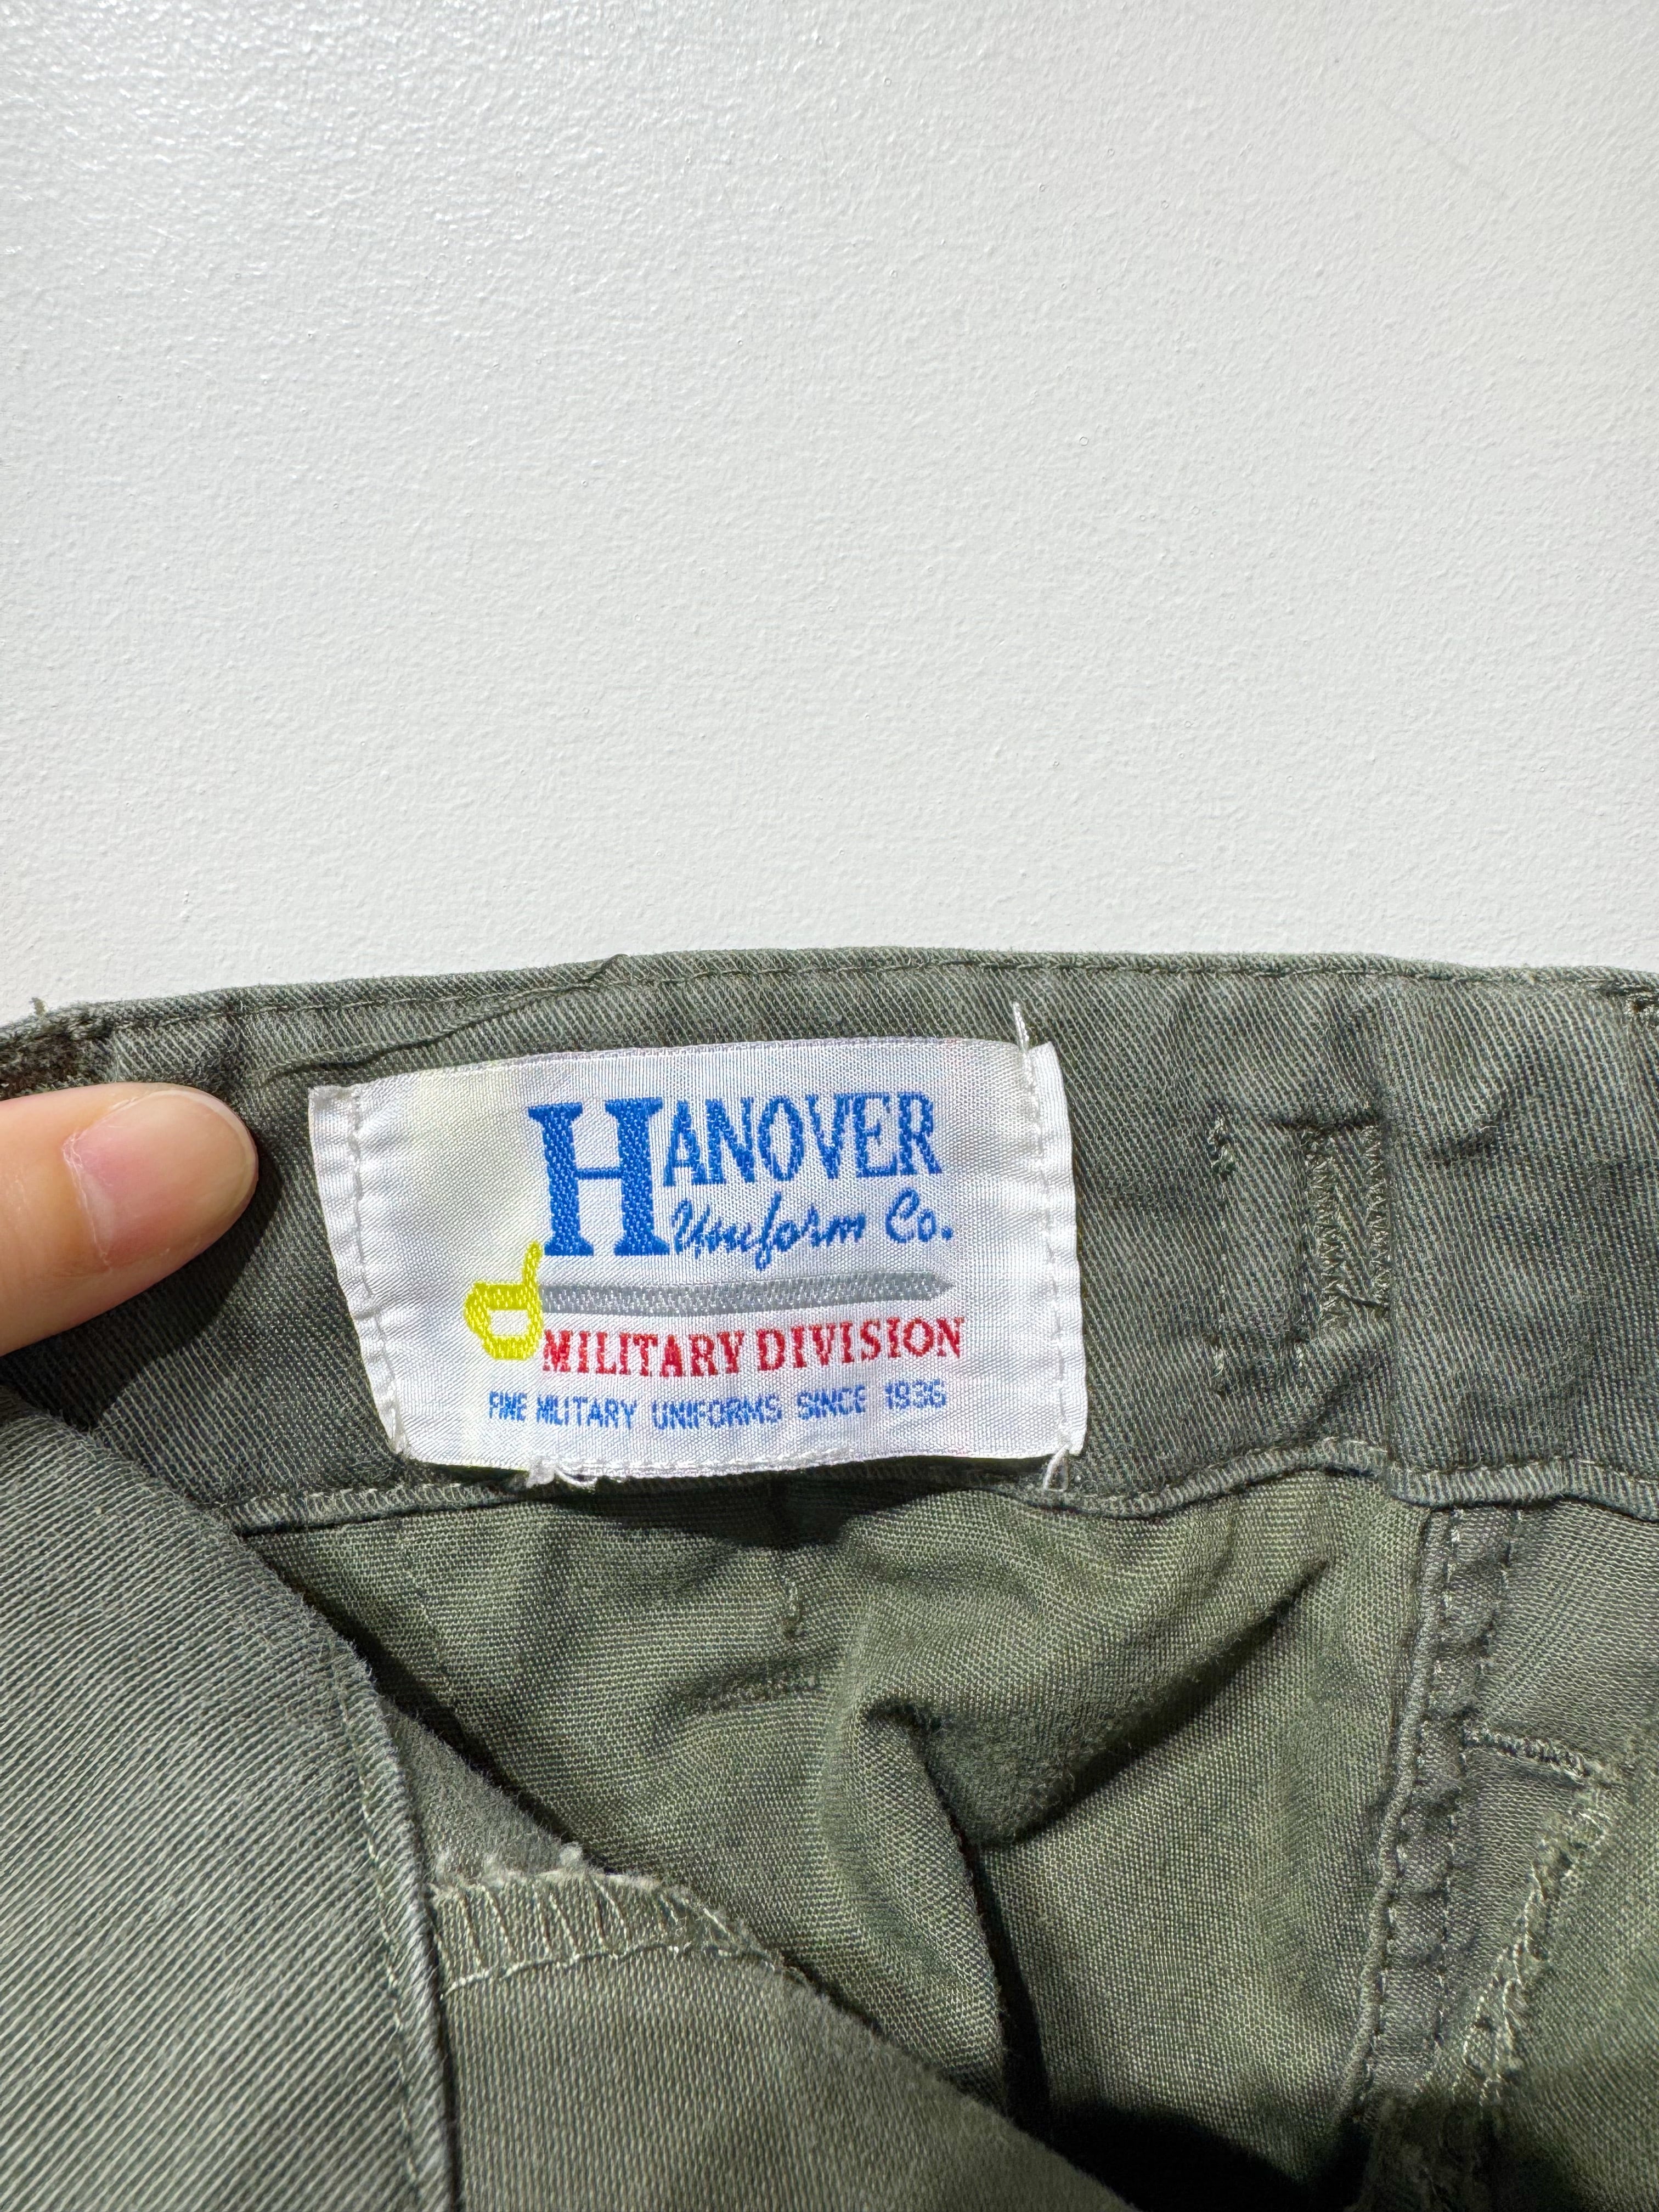 HANOVER
Uniform Co.
MILITARY DIVISION
FINE MILITARY UNIFORMS SINCE 1936